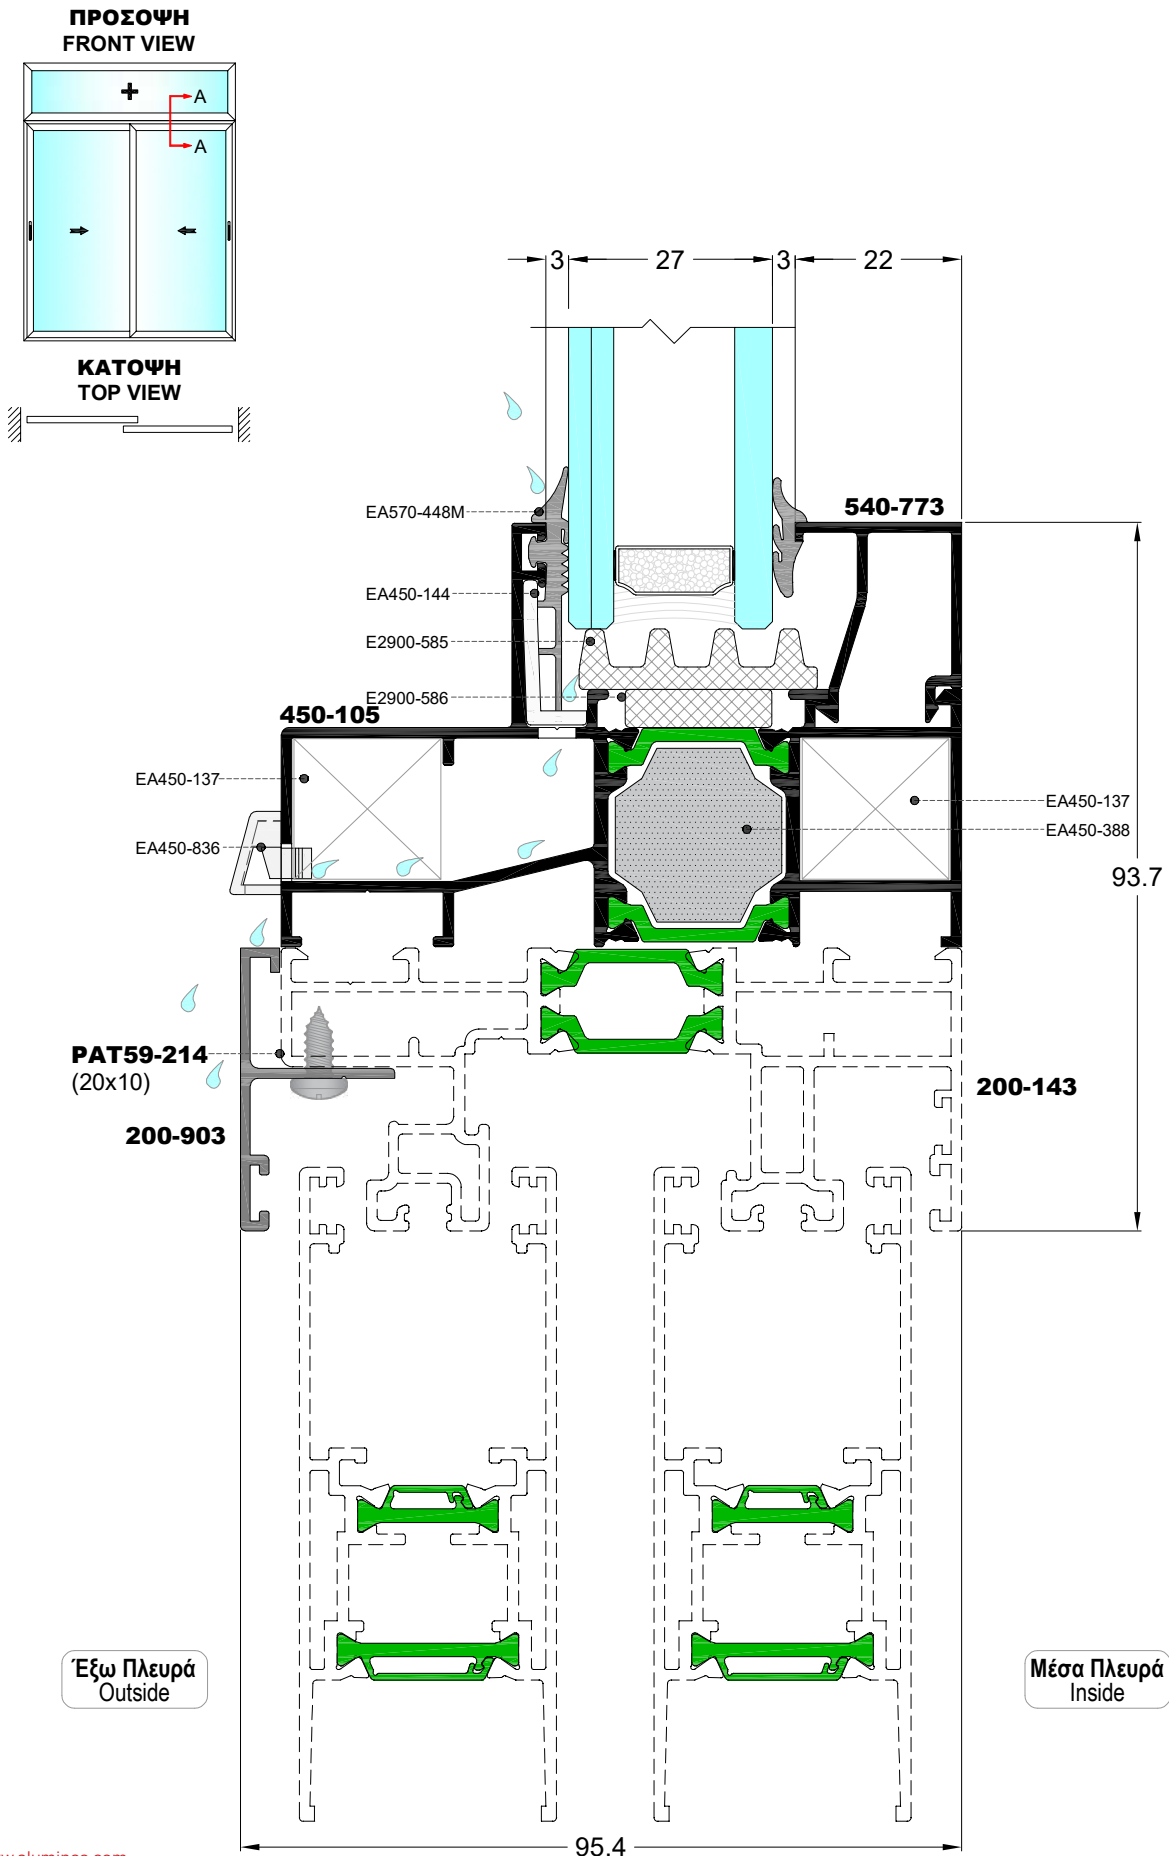 ΠΡΟΣΟΨΗ
FRONT VIEW
A
A
ΚΑΤΟΨΗ
TOP VIEW
3
27
3
22
EA570-448M
540-773
EA450-144
E2900-585
E2900-586
450-105
EA450-137
EA450-137
EA450-388
EA450-836
93.7
PAT59-214
(20x10)
200-143
200-903
Έξω Πλευρά
Outside
Μέσα Πλευρά
Inside
95.4